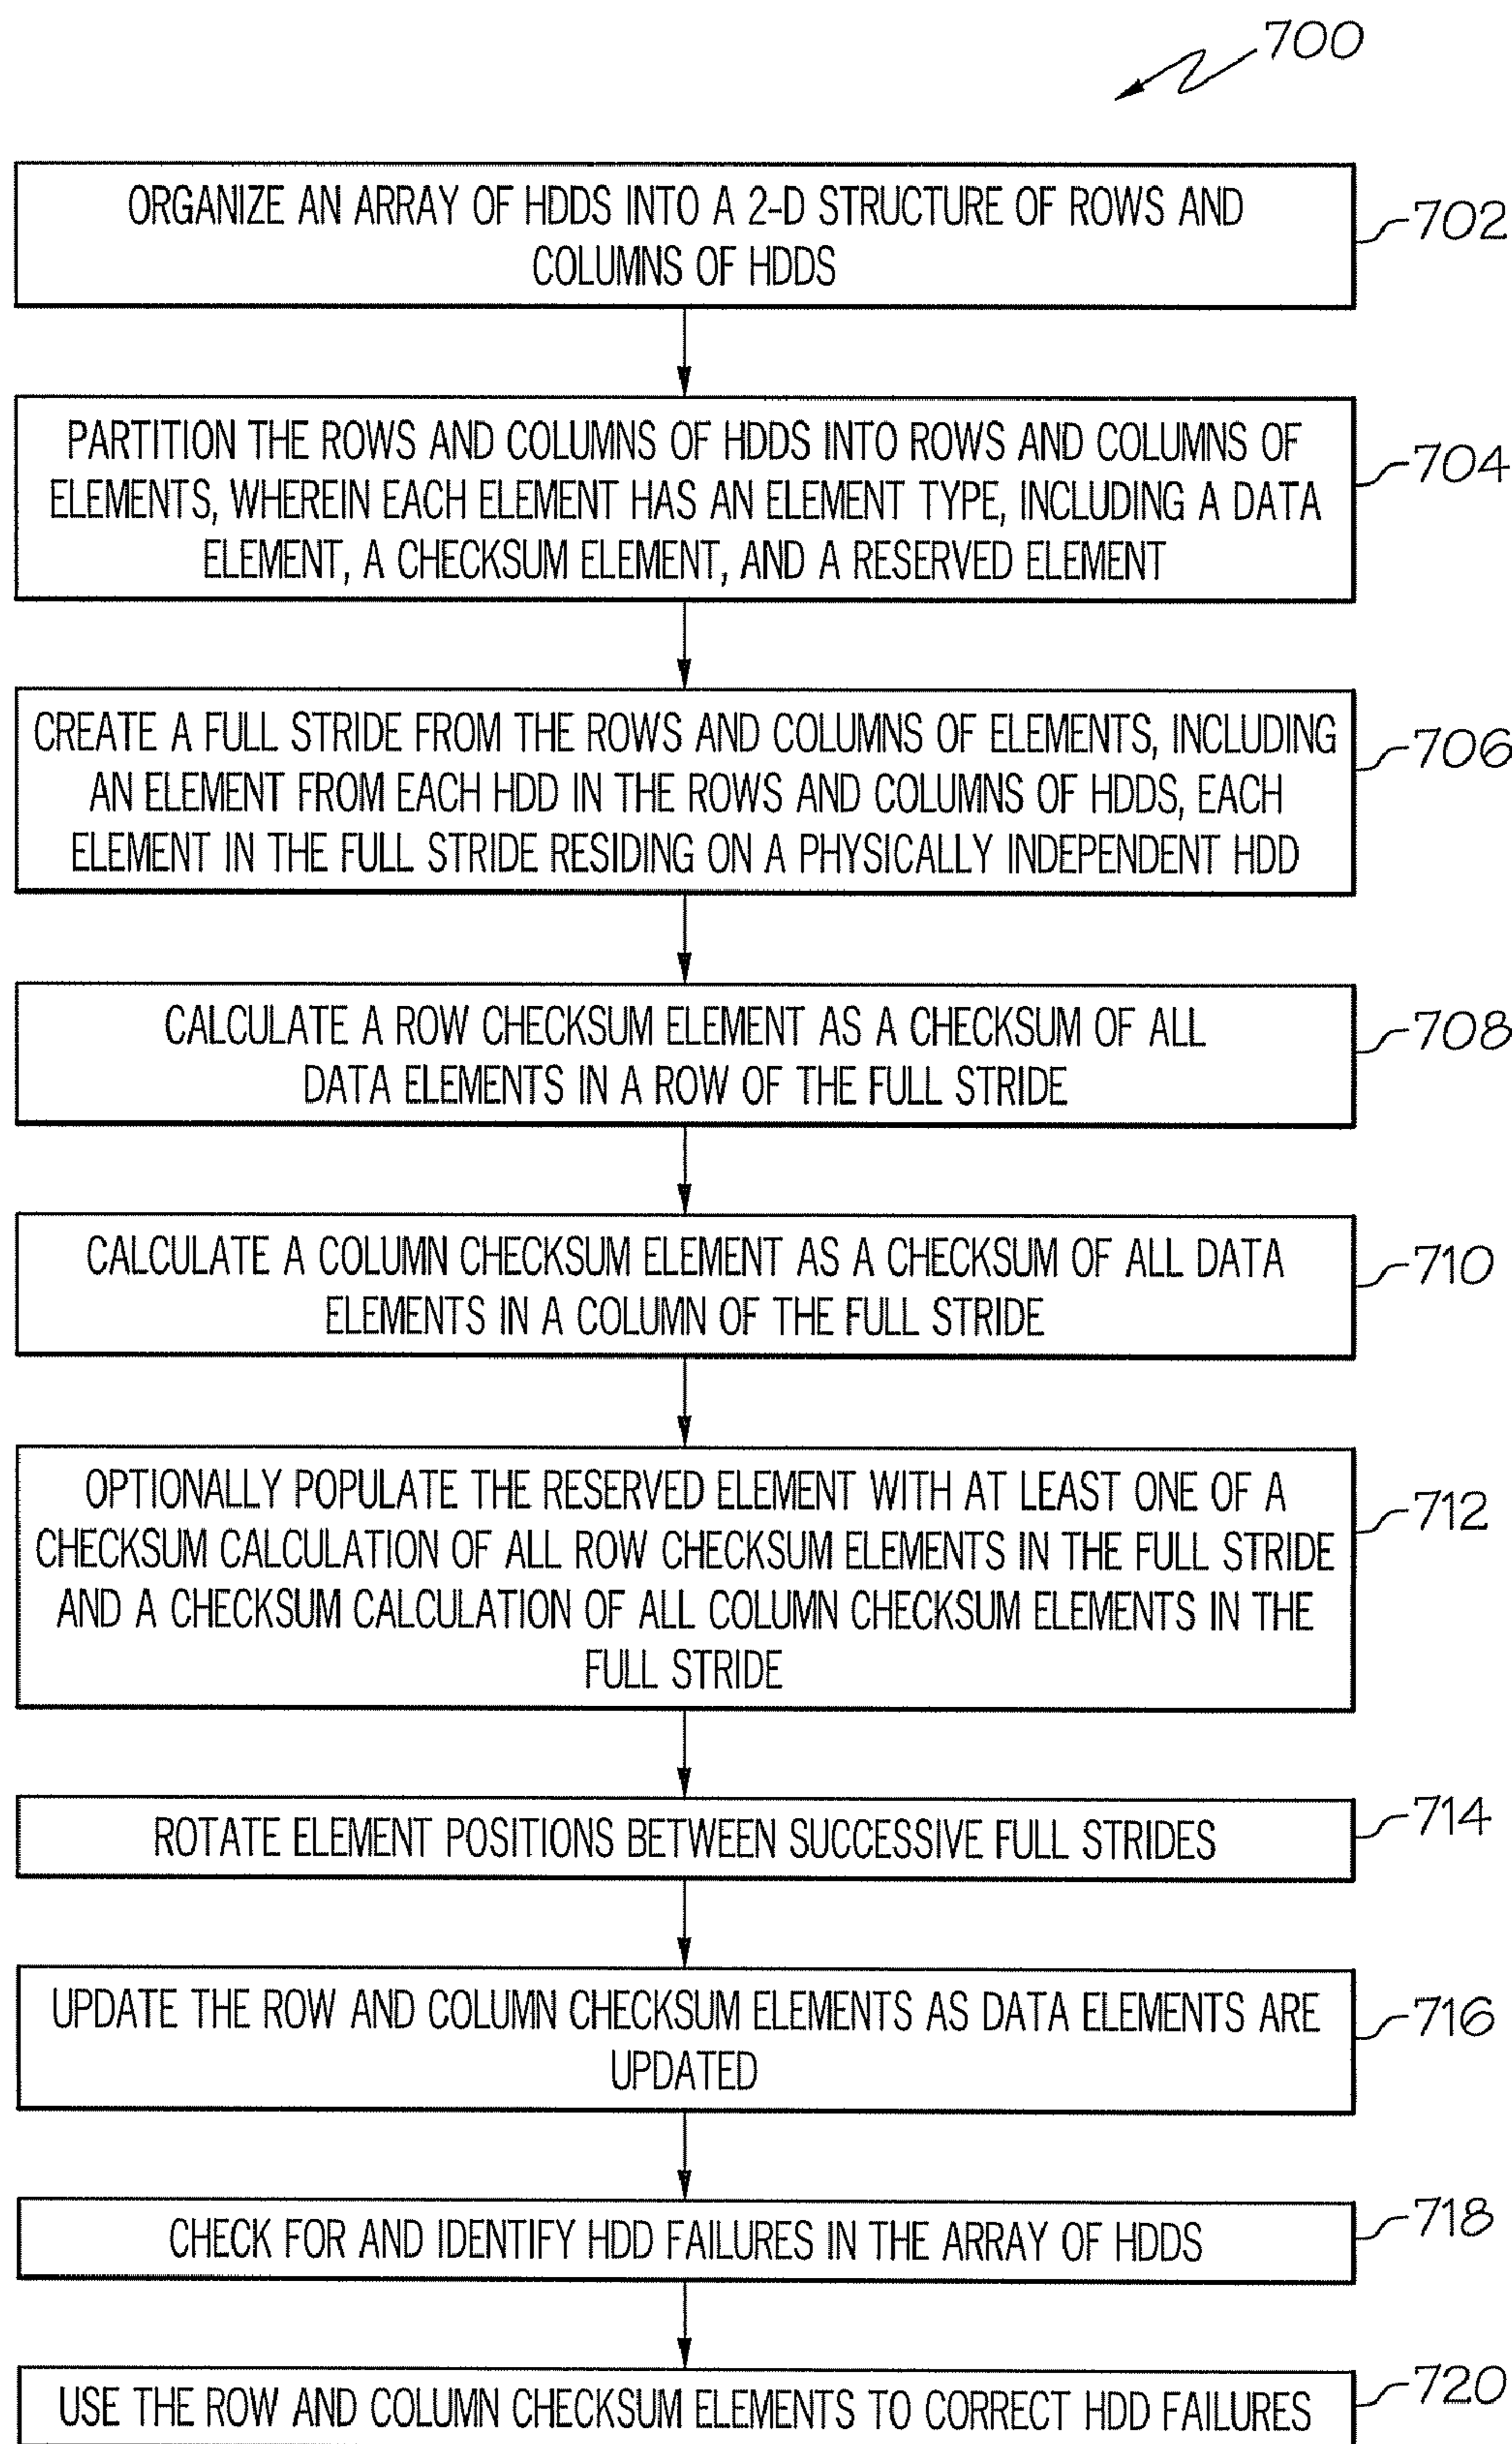 700
ORGANIZE AN ARRAY OF HDDS INTO A 2-D STRUCTURE OF ROWS AND
COLUMNS OF HDDS
702
PARTITION THE ROWS AND COLUMNS OF HDDS INTO ROWS AND COLUMNS OF
ELEMENTS, WHEREIN EACH ELEMENT HAS AN ELEMENT TYPE, INCLUDING A DATA
ELEMENT, A CHECKSUM ELEMENT, AND A RESERVED ELEMENT
704
CREATE A FULL STRIDE FROM THE ROWS AND COLUMNS OF ELEMENTS, INCLUDING
AN ELEMENT FROM EACH HDD IN THE ROWS AND COLUMNS OF HDDS, EACH
ELEMENT IN THE FULL STRIDE RESIDING ON A PHYSICALLY INDEPENDENT HDD
706
CALCULATE A ROW CHECKSUM ELEMENT AS A CHECKSUM OF ALL
DATA ELEMENTS IN A ROW OF THE FULL STRIDE
708
CALCULATE A COLUMN CHECKSUM ELEMENT AS A CHECKSUM OF ALL DATA
ELEMENTS IN A COLUMN OF THE FULL STRIDE
710
OPTIONALLY POPULATE THE RESERVED ELEMENT WITH AT LEAST ONE OF A
CHECKSUM CALCULATION OF ALL ROW CHECKSUM ELEMENTS IN THE FULL STRIDE
AND A CHECKSUM CALCULATION OF ALL COLUMN CHECKSUM ELEMENTS IN THE
FULL STRIDE
712
ROTATE ELEMENT POSITIONS BETWEEN SUCCESSIVE FULL STRIDES
714
UPDATE THE ROW AND COLUMN CHECKSUM ELEMENTS AS DATA ELEMENTS ARE
UPDATED
716
CHECK FOR AND IDENTIFY HDD FAILURES IN THE ARRAY OF HDDS
718
USE THE ROW AND COLUMN CHECKSUM ELEMENTS TO CORRECT HDD FAILURES
720